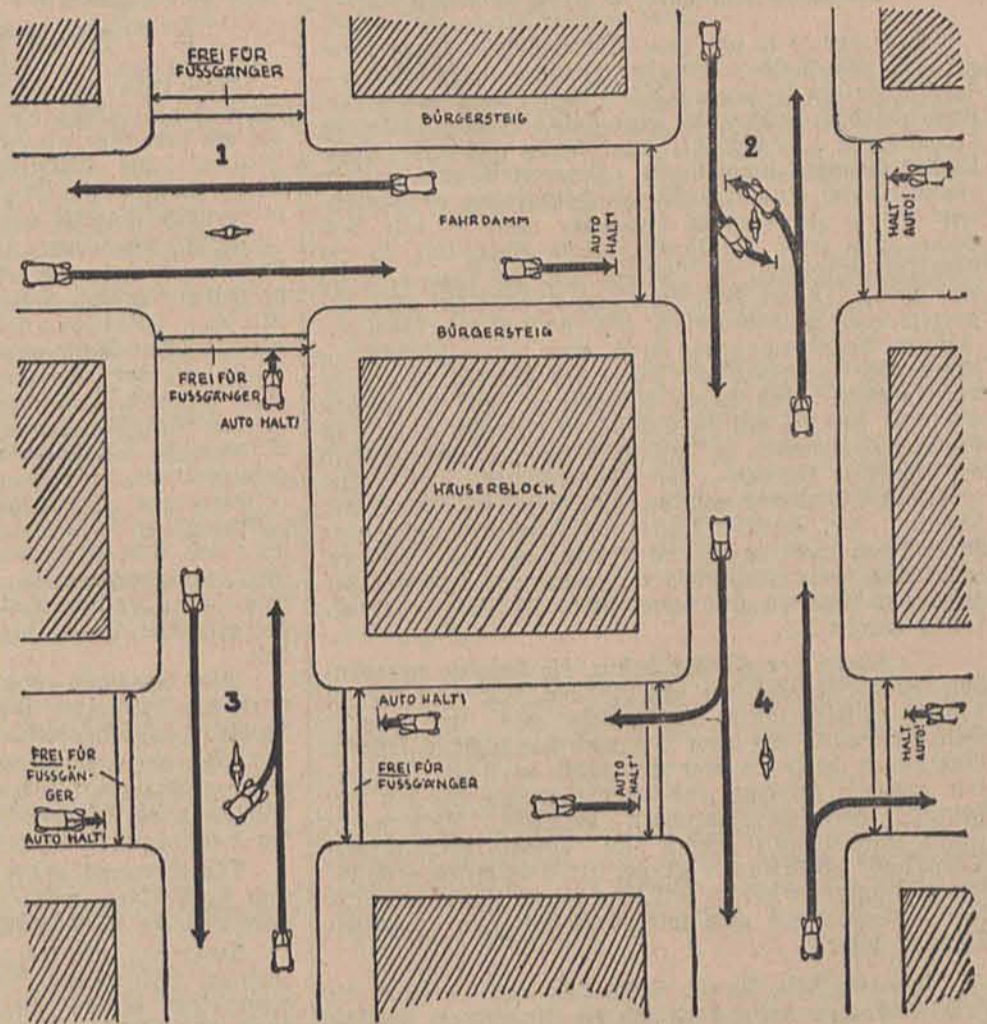 FREI FÜR
FUSSGÄNGER
BÜRGERSTEIG
1
2
HALT
AUTO!
FAHRDAMM
AUTO
HALT!
BÜRGERSTEIG
FREI FÜR
FUSSGÄNGER
AUTO HALT!
HÄUSERBLOCK
3
AUTO HALT!
4
HALT
AUTO!
FREI FÜR
FUSSGÄN-
GER
AUTO HALT!
FREI FÜR
FUSSGÄNGER
AUTO
HALT!